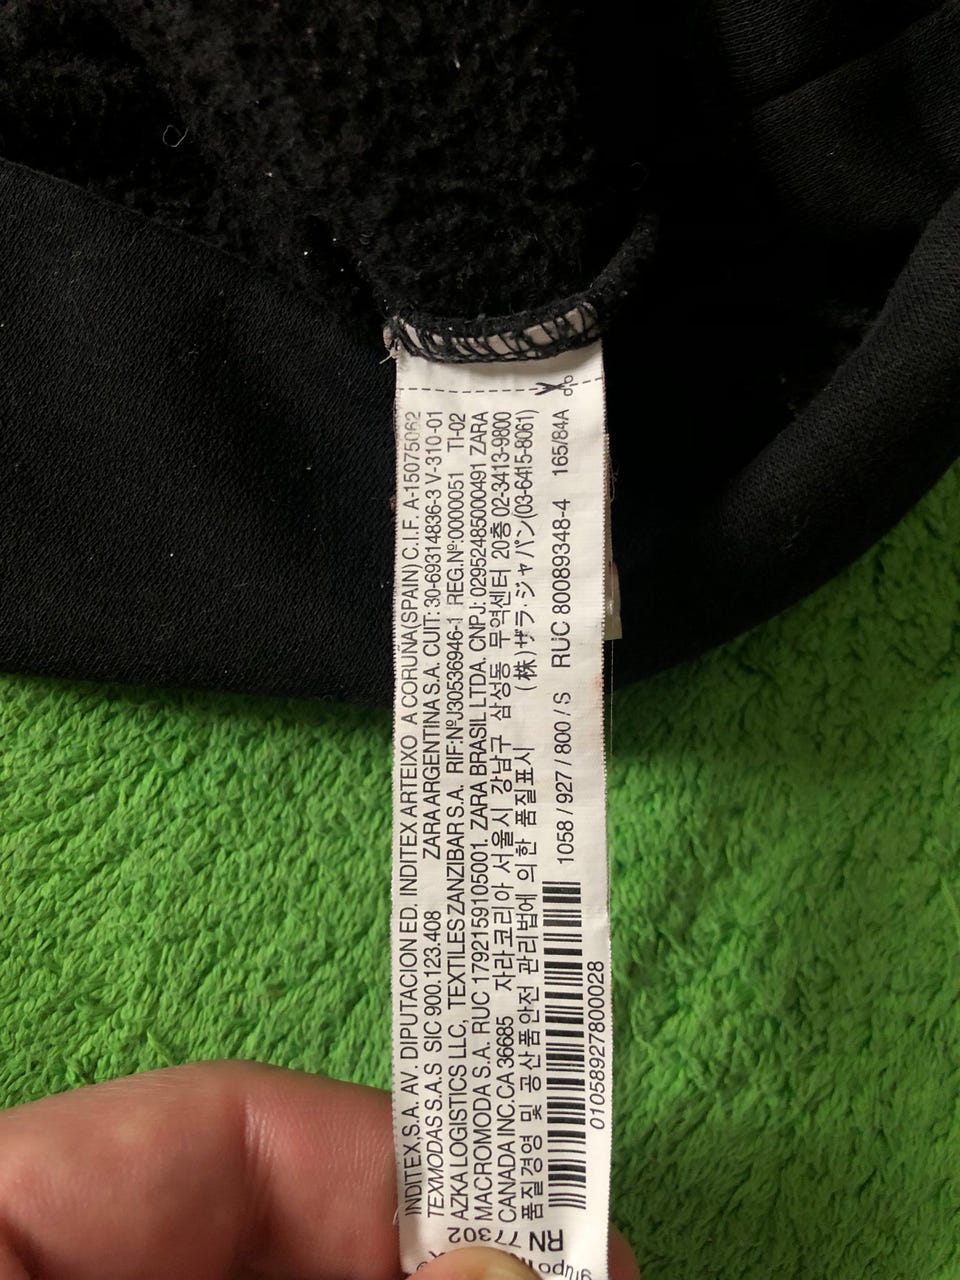 INDITEX,S.A. AV. DIPUTACION ED. INDITEX ARTEIXO A CORUÑA(SPAIN) C.I.F. A-15075062
TEXMODAS S.A.S SIC 900.123.408 ZARA ARGENTINA S.A. CUIT: 30-69314836-3 V-310-01
AZKA LOGISTICS LLC, TEXTILES ZANZIBAR S.A. RIF:NºJ30536946-1 REG.Nº:0000051 TI-02
MACROMODA S.A. RUC 1792159105001. ZARA BRASIL LTDA. CNPJ: 02952485000491 ZARA
CANADA INC.CA 36685 자라코리아 서울시 강남구 삼성동 무역센터 20층 02-3413-9800
품질경영 및 공산품안전 관리법에 의한 품질표시 (株)ザラ·ジャパン(03-6415-8061)
1058 / 927 / 800 / S RUC 80089348-4 165/84A
01058927800028
RN 77302
grupo